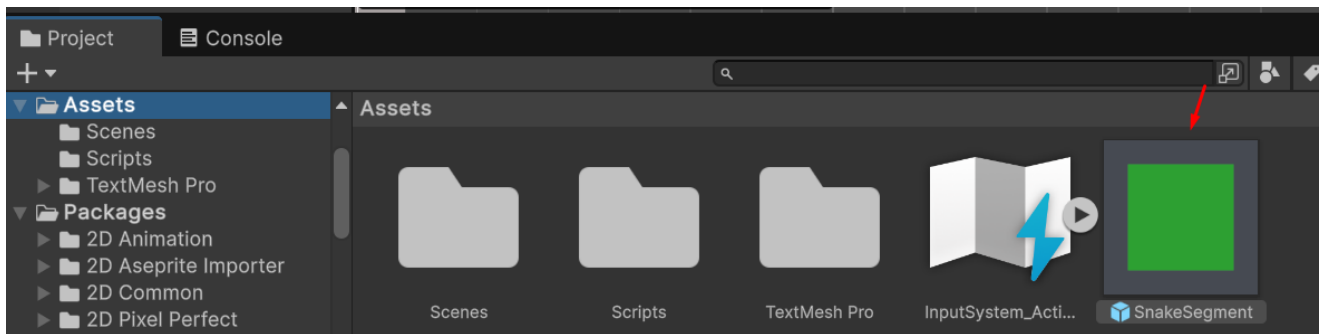 Project
Console
Assets
Scenes
Scripts
TextMesh Pro
Packages
2D Animation
2D Aseprite Importer
2D Common
2D Pixel Perfect
Assets
Scenes
Scripts
TextMesh Pro
InputSystem_Acti...
SnakeSegment